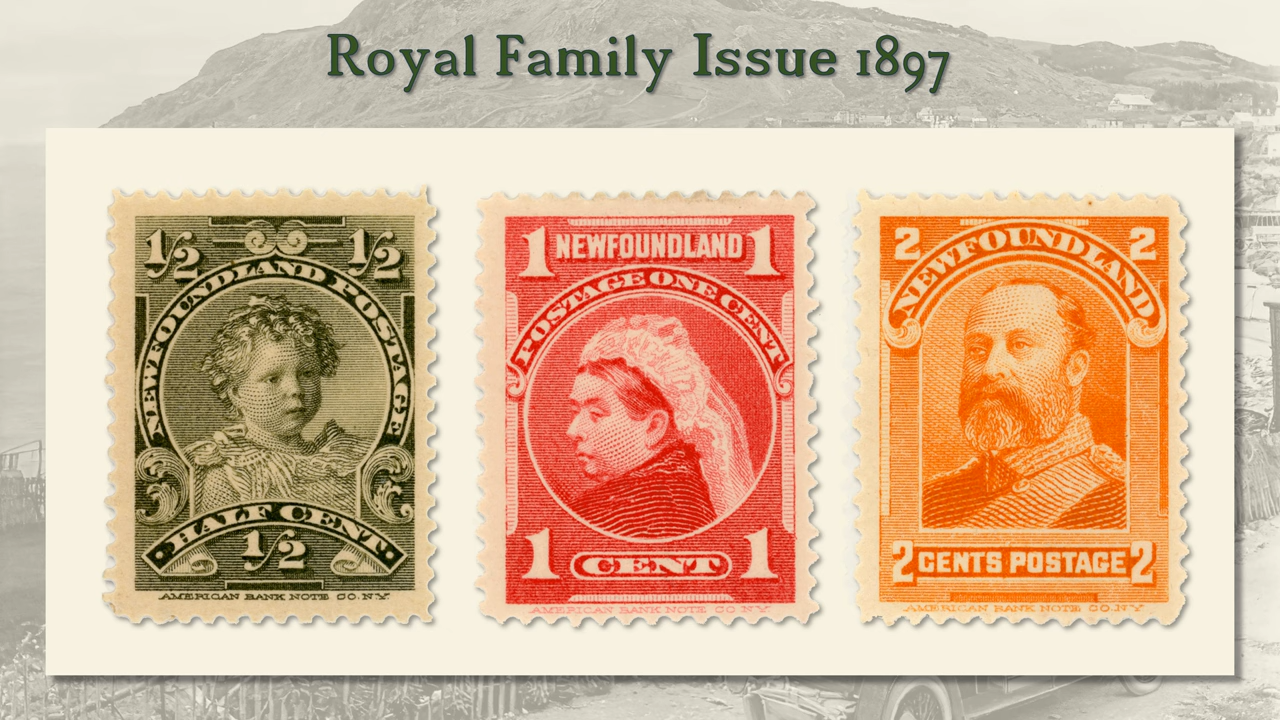 Royal Family Issue 1897
1/2 1/2
NEWFOUNDLAND POSTAGE
HALF CENT
1/2
AMERICAN BANK NOTE CO. N.Y.
1 NEWFOUNDLAND 1
POSTAGE ONE CENT
1 CENT 1
AMERICAN BANK NOTE CO. N.Y.
2 2
NEWFOUNDLAND
2 CENTS POSTAGE 2
AMERICAN BANK NOTE CO. N.Y.